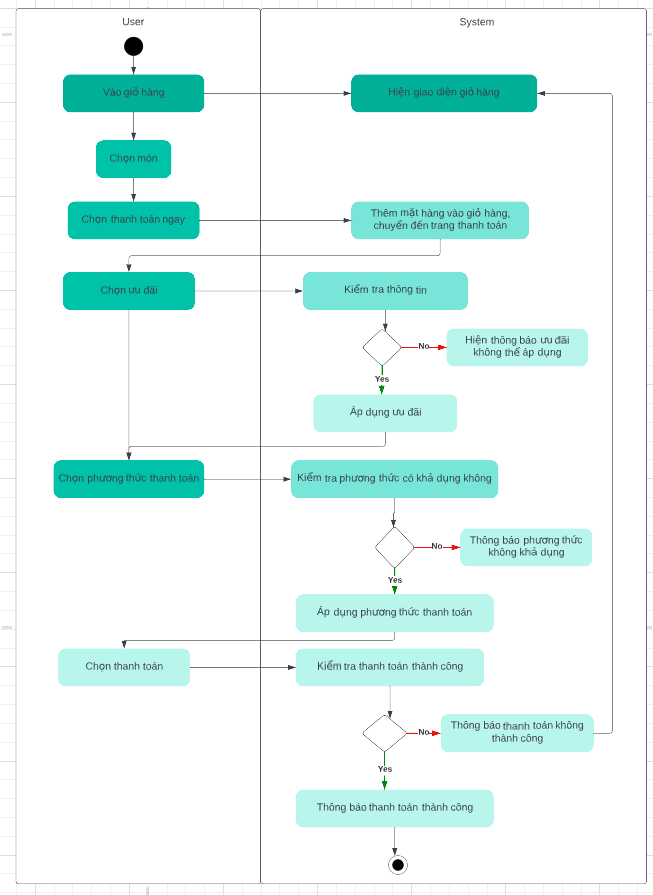 User
System
Vào giỏ hàng
Hiện giao diện giỏ hàng
Chọn món
Chọn thanh toán ngay
Thêm mặt hàng vào giỏ hàng,
chuyển đến trang thanh toán
Chọn ưu đãi
Kiểm tra thông tin
No
Hiện thông báo ưu đãi
không thể áp dụng
Yes
Áp dụng ưu đãi
Chọn phương thức thanh toán
Kiểm tra phương thức có khả dụng không
No
Thông báo phương thức
không khả dụng
Yes
Áp dụng phương thức thanh toán
Chọn thanh toán
Kiểm tra thanh toán thành công
No
Thông báo thanh toán không
thành công
Yes
Thông báo thanh toán thành công